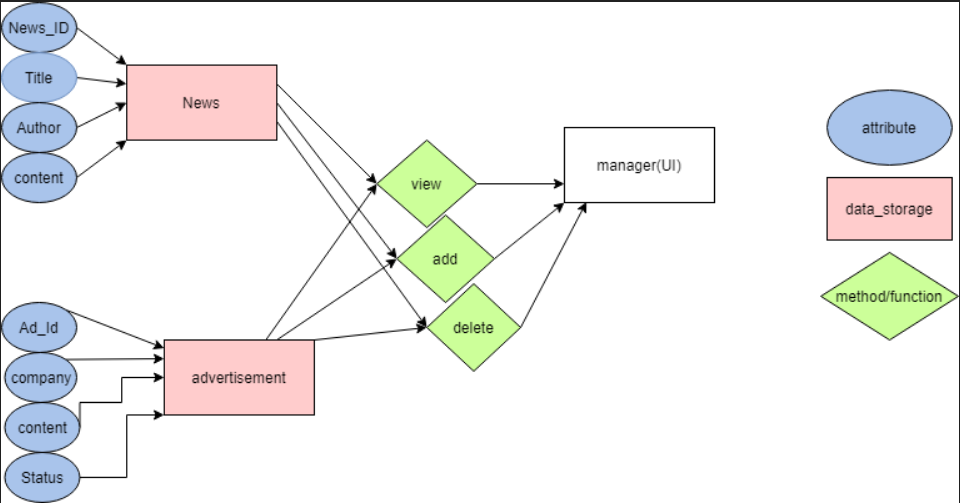 News_ID
Title
Author
content
News
view
add
delete
manager(UI)
attribute
data_storage
method/function
Ad_Id
company
content
Status
advertisement